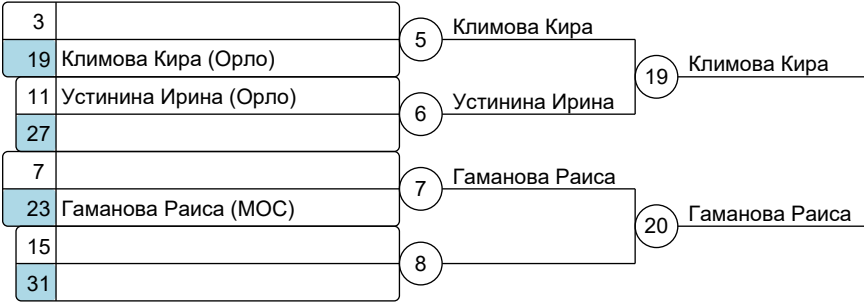 3
19 Климова Кира (Орло)
11 Устинина Ирина (Орло)
27
7
23 Гаманова Раиса (МОС)
15
31
5 Климова Кира
6 Устинина Ирина
7 Гаманова Раиса
8
19 Климова Кира
20 Гаманова Раиса